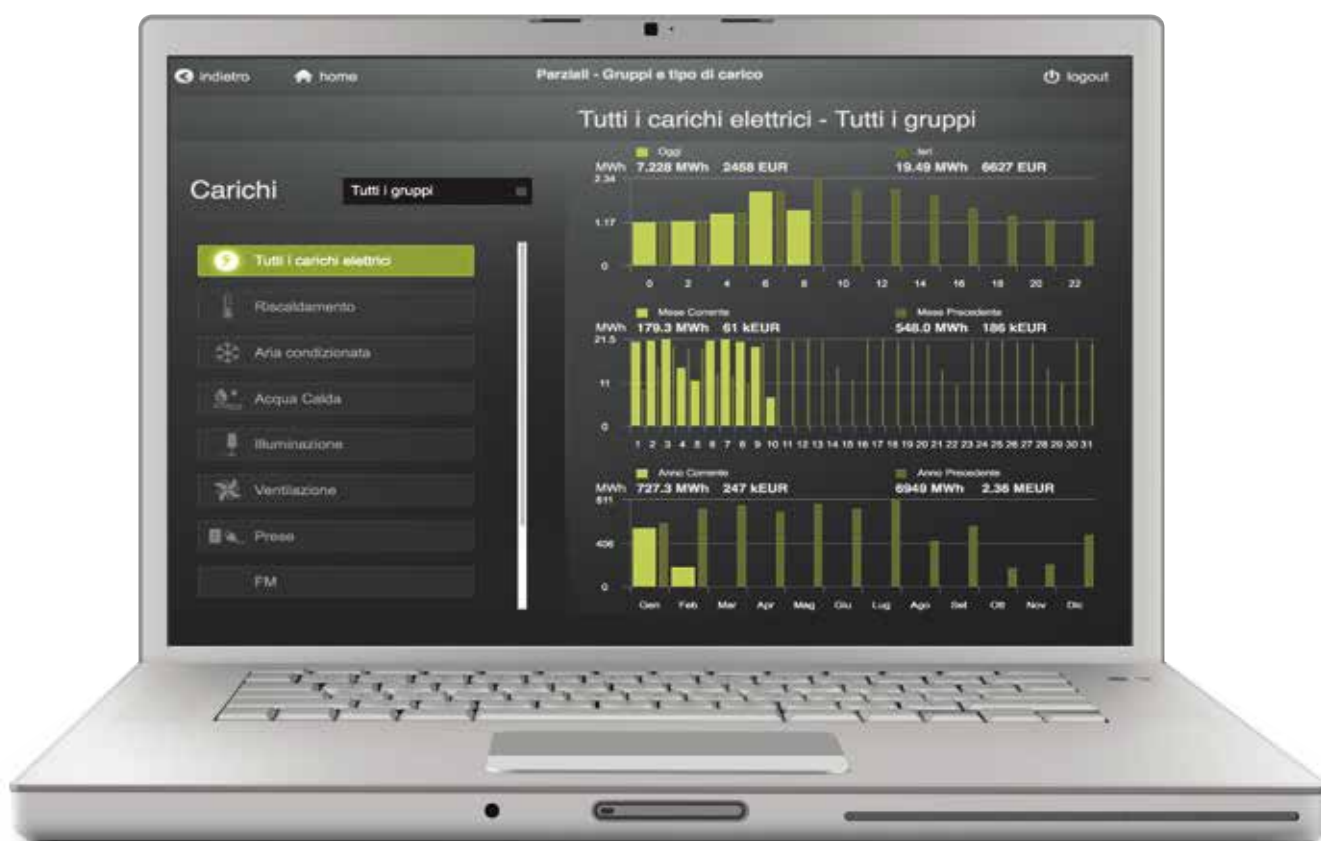 indietro home Parziali - Gruppi e tipo di carico logout
Tutti i carichi elettrici - Tutti i gruppi
Carichi Tutti i gruppi
Tutti i carichi elettrici
Riscaldamento
Aria condizionata
Acqua Calda
Illuminazione
Ventilazione
Prese
FM
Oggi Ieri
MWh 7.228 MWh 2458 EUR 19.49 MWh 6627 EUR
2.34
1.17
0
0 2 4 6 8 10 12 14 16 18 20 22
Mese Corrente Mese Precedente
MWh 179.3 MWh 61 kEUR 548.0 MWh 186 kEUR
21.5
11
0
1 2 3 4 5 6 7 8 9 10 11 12 13 14 15 16 17 18 19 20 21 22 23 24 25 26 27 28 29 30 31
Anno Corrente Anno Precedente
MWh 727.3 MWh 247 kEUR 6949 MWh 2.36 MEUR
811
406
0
Gen Feb Mar Apr Mag Giu Lug Ago Set Ott Nov Dic